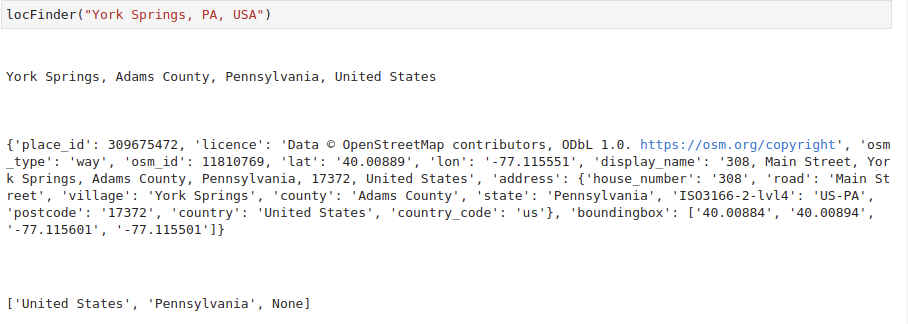 locFinder("York Springs, PA, USA")
York Springs, Adams County, Pennsylvania, United States
{'place_id': 309675472, 'licence': 'Data © OpenStreetMap contributors, ODbL 1.0. https://osm.org/copyright', 'osm
_type': 'way', 'osm_id': 11810769, 'lat': '40.00889', 'lon': '-77.115551', 'display_name': '308, Main Street, Yor
k Springs, Adams County, Pennsylvania, 17372, United States', 'address': {'house_number': '308', 'road': 'Main St
reet', 'village': 'York Springs', 'county': 'Adams County', 'state': 'Pennsylvania', 'ISO3166-2-lvl4': 'US-PA',
'postcode': '17372', 'country': 'United States', 'country_code': 'us'}, 'boundingbox': ['40.00884', '40.00894',
'-77.115601', '-77.115501']}
['United States', 'Pennsylvania', None]